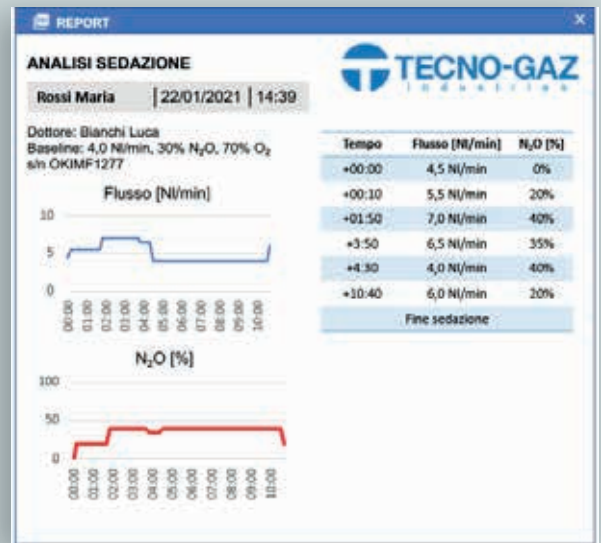 REPORT
x
ANALISI SEDAZIONE
TECNO-GAZ
industries
Rossi Maria 22/01/2021 14:39
Dottore: Bianchi Luca
Baseline: 4,0 Nl/min, 30% N₂O, 70% O₂
s/n OKIMF1277
Flusso [Nl/min]
10
5
0
00:00 01:00 02:00 03:00 04:00 05:00 06:00 07:00 08:00 09:00 10:00
N₂O [%]
100
50
0
00:00 01:00 02:00 03:00 04:00 05:00 06:00 07:00 08:00 09:00 10:00
Tempo Flusso [Nl/min] N₂O [%]
+00:00 4,5 Nl/min 0%
+00:10 5,5 Nl/min 20%
+01:50 7,0 Nl/min 40%
+3:50 6,5 Nl/min 35%
+4:30 4,0 Nl/min 40%
+10:40 6,0 Nl/min 20%
Fine sedazione